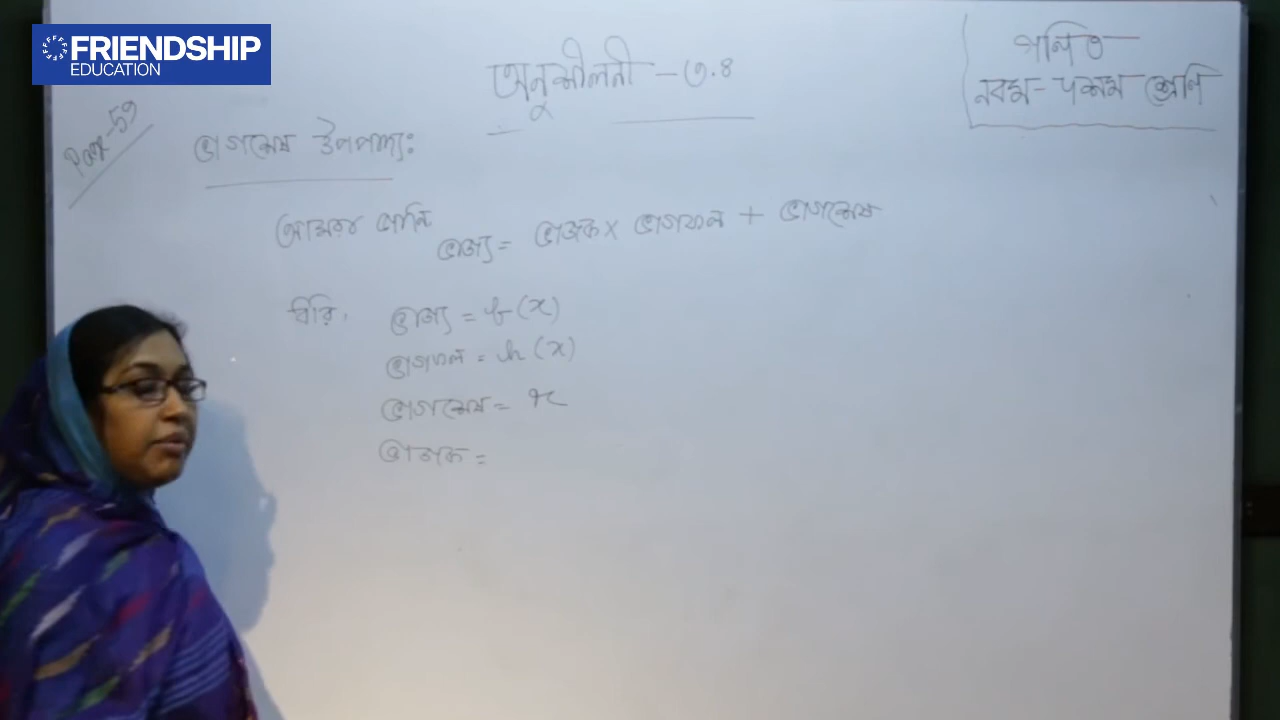 FRIENDSHIP
EDUCATION
গণিত
নবম-দশম শ্রেণি
অনুশীলনী - ৩.৪
Page-59
ভাগশেষ উপপাদ্যঃ
আমরা জানি
ভাজ্য = ভাজক × ভাগফল + ভাগশেষ
ধরি, ভাজ্য = f(x)
ভাগফল = h(x)
ভাগশেষ = r
ভাজক =